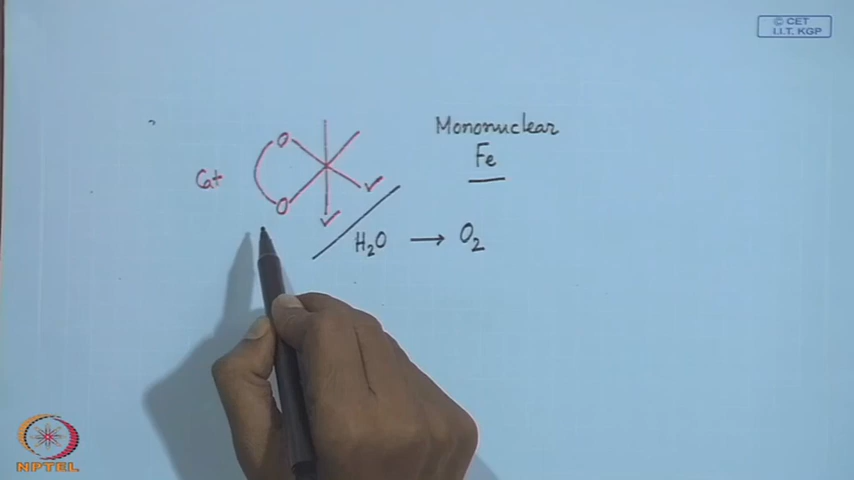 © CET
I.I.T. KGP
Mononuclear
Fe
Cat
O
O
H₂O → O₂
NPTEL